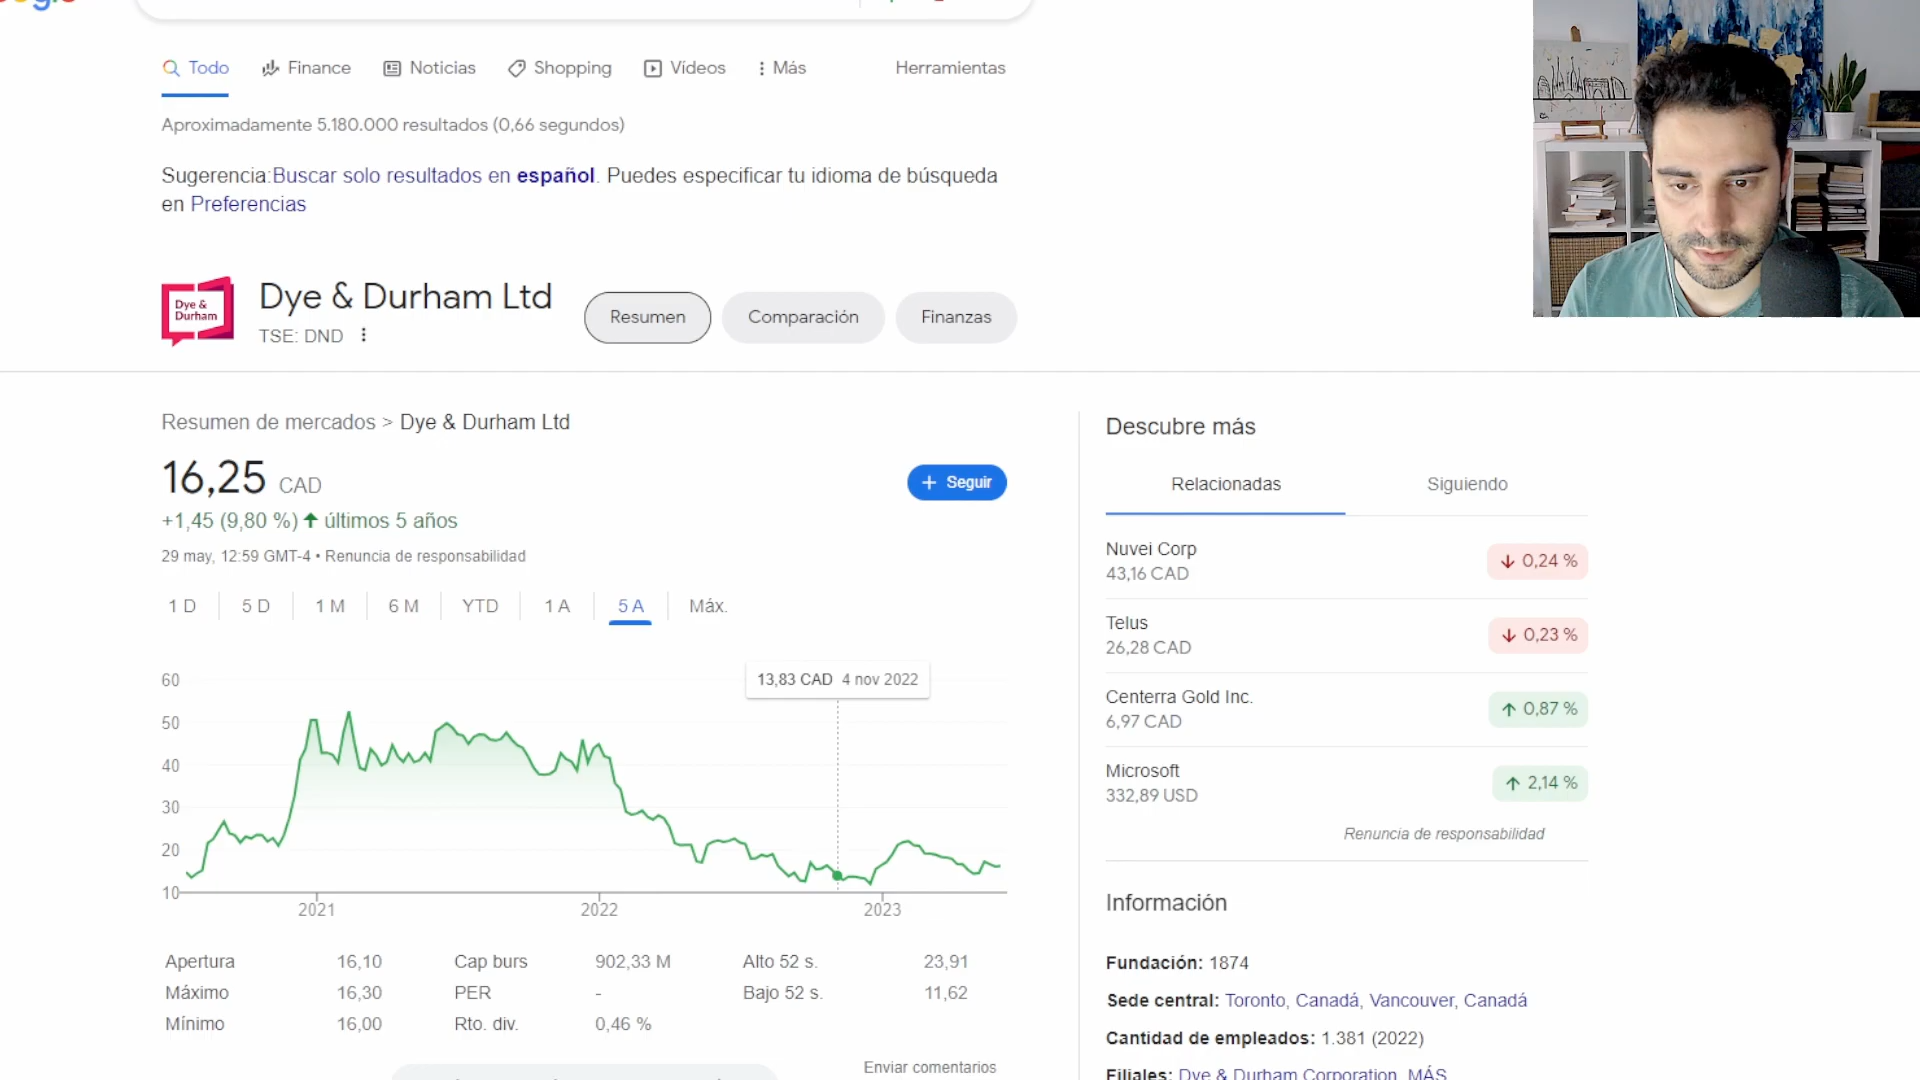 Todo
Finance
Noticias
Shopping
Vídeos
Más
Herramientas
Aproximadamente 5.180.000 resultados (0,66 segundos)
Sugerencia:Buscar solo resultados en español. Puedes especificar tu idioma de búsqueda
en Preferencias
Dye &
Durham
Dye & Durham Ltd
TSE: DND
Resumen
Comparación
Finanzas
Resumen de mercados > Dye & Durham Ltd
16,25 CAD
+ Seguir
+1,45 (9,80 %) ↑ últimos 5 años
29 may, 12:59 GMT-4 • Renuncia de responsabilidad
1 D
5 D
1 M
6 M
YTD
1 A
5 A
Máx.
13,83 CAD 4 nov 2022
60
50
40
30
20
10
2021
2022
2023
Apertura 16,10
Máximo 16,30
Mínimo 16,00
Cap burs 902,33 M
PER -
Rto. div. 0,46 %
Alto 52 s. 23,91
Bajo 52 s. 11,62
Enviar comentarios
Descubre más
Relacionadas
Siguiendo
Nuvei Corp
43,16 CAD
↓ 0,24 %
Telus
26,28 CAD
↓ 0,23 %
Centerra Gold Inc.
6,97 CAD
↑ 0,87 %
Microsoft
332,89 USD
↑ 2,14 %
Renuncia de responsabilidad
Información
Fundación: 1874
Sede central: Toronto, Canadá, Vancouver, Canadá
Cantidad de empleados: 1.381 (2022)
Filiales: Dye & Durham Corporation, MÁS